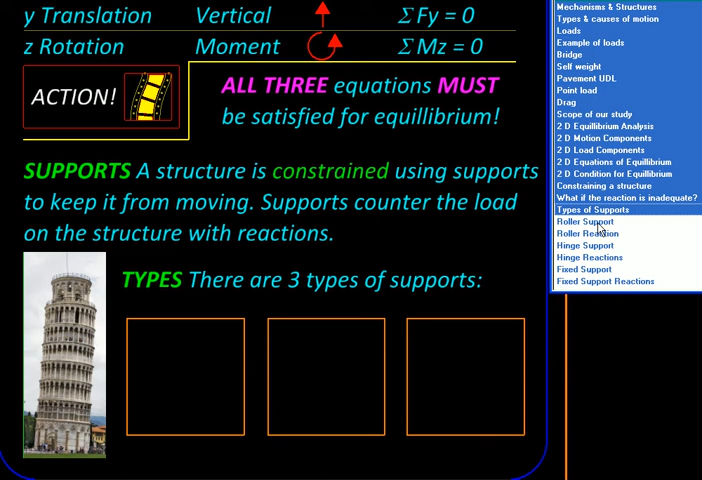 y Translation Vertical Σ Fy = 0
z Rotation Moment Σ Mz = 0
ACTION!
ALL THREE equations MUST
be satisfied for equillibrium!
SUPPORTS A structure is constrained using supports
to keep it from moving. Supports counter the load
on the structure with reactions.
TYPES There are 3 types of supports:
Mechanisms & Structures
Types & causes of motion
Loads
Example of loads
Bridge
Self weight
Pavement UDL
Point load
Drag
Scope of our study
2 D Equillibrium Analysis
2 D Motion Components
2 D Load Components
2 D Equations of Equillibrium
2 D Condition for Equillibrium
Constraining a structure
What if the reaction is inadequate?
Types of Supports
Roller Support
Roller Reaction
Hinge Support
Hinge Reactions
Fixed Support
Fixed Support Reactions